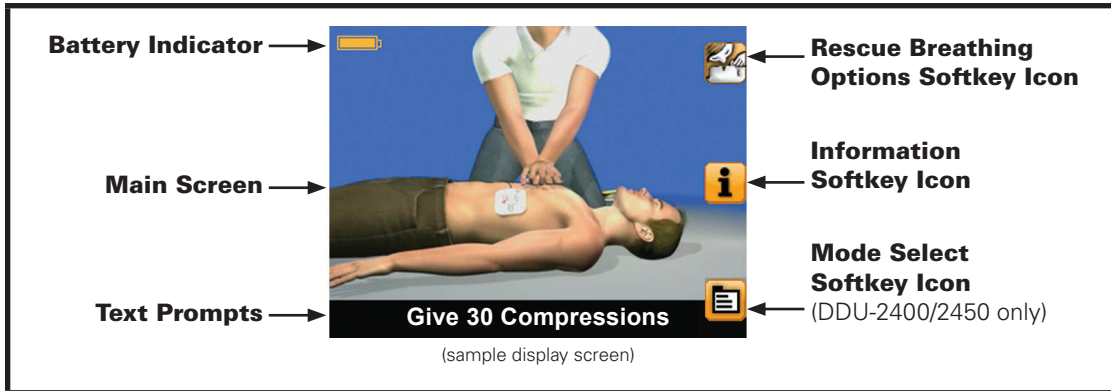 Battery Indicator
Main Screen
Text Prompts
Give 30 Compressions
(sample display screen)
Rescue Breathing
Options Softkey Icon
Information
Softkey Icon
Mode Select
Softkey Icon
(DDU-2400/2450 only)